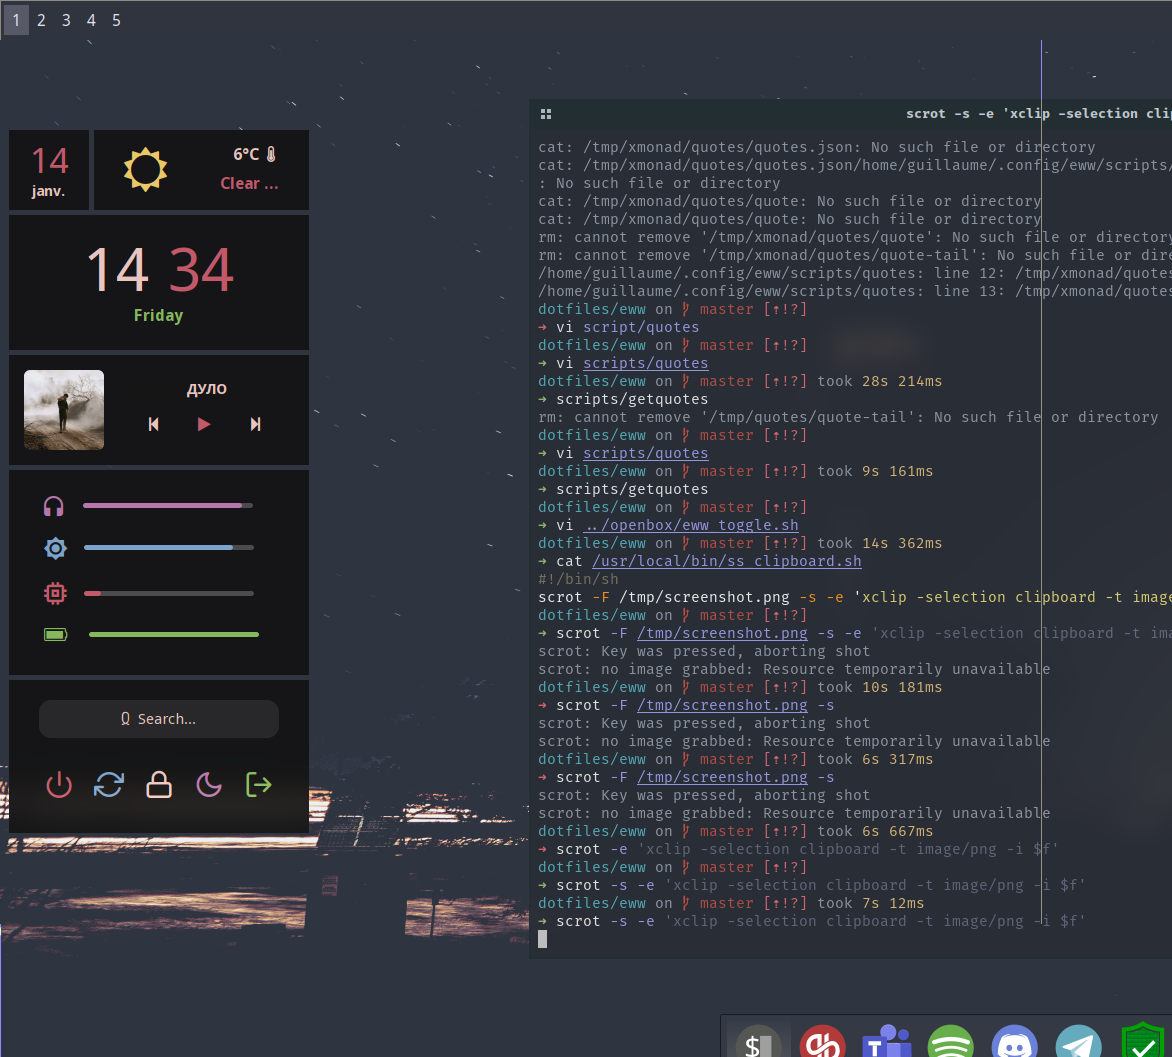 1 2 3 4 5
14
janv.
6°C
Clear ...
14 34
Friday
ДУЛО
Search...
scrot -s -e 'xclip -selection cli
cat: /tmp/xmonad/quotes/quotes.json: No such file or directory
cat: /tmp/xmonad/quotes/quotes.json/home/guillaume/.config/eww/scripts/
: No such file or directory
cat: /tmp/xmonad/quotes/quote: No such file or directory
cat: /tmp/xmonad/quotes/quote: No such file or directory
rm: cannot remove '/tmp/xmonad/quotes/quote': No such file or directory
rm: cannot remove '/tmp/xmonad/quotes/quote-tail': No such file or dire
/home/guillaume/.config/eww/scripts/quotes: line 12: /tmp/xmonad/quotes
/home/guillaume/.config/eww/scripts/quotes: line 13: /tmp/xmonad/quotes
dotfiles/eww on master [⇡!?]
➜ vi script/quotes
dotfiles/eww on master [⇡!?]
➜ vi scripts/quotes
dotfiles/eww on master [⇡!?] took 28s 214ms
➜ scripts/getquotes
rm: cannot remove '/tmp/quotes/quote-tail': No such file or directory
dotfiles/eww on master [⇡!?]
➜ vi scripts/quotes
dotfiles/eww on master [⇡!?] took 9s 161ms
➜ scripts/getquotes
dotfiles/eww on master [⇡!?]
➜ vi ../openbox/eww_toggle.sh
dotfiles/eww on master [⇡!?] took 14s 362ms
➜ cat /usr/local/bin/ss_clipboard.sh
#!/bin/sh
scrot -F /tmp/screenshot.png -s -e 'xclip -selection clipboard -t image
dotfiles/eww on master [⇡!?]
➜ scrot -F /tmp/screenshot.png -s -e 'xclip -selection clipboard -t ima
scrot: Key was pressed, aborting shot
scrot: no image grabbed: Resource temporarily unavailable
dotfiles/eww on master [⇡!?] took 10s 181ms
➜ scrot -F /tmp/screenshot.png -s
scrot: Key was pressed, aborting shot
scrot: no image grabbed: Resource temporarily unavailable
dotfiles/eww on master [⇡!?] took 6s 317ms
➜ scrot -F /tmp/screenshot.png -s
scrot: Key was pressed, aborting shot
scrot: no image grabbed: Resource temporarily unavailable
dotfiles/eww on master [⇡!?] took 6s 667ms
➜ scrot -e 'xclip -selection clipboard -t image/png -i $f'
dotfiles/eww on master [⇡!?]
➜ scrot -s -e 'xclip -selection clipboard -t image/png -i $f'
dotfiles/eww on master [⇡!?] took 7s 12ms
➜ scrot -s -e 'xclip -selection clipboard -t image/png -i $f'
$
T